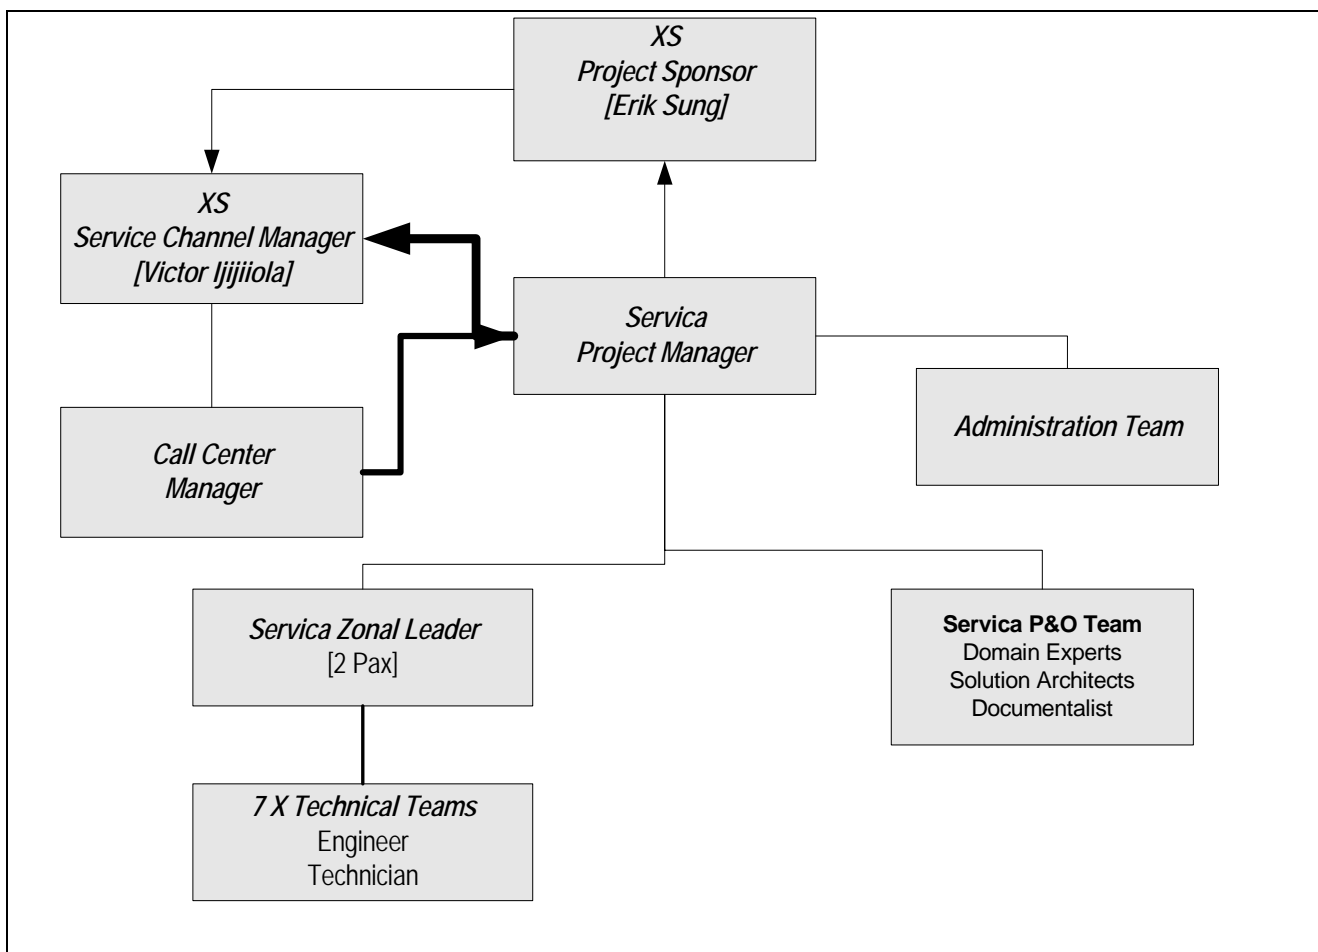 XS
Project Sponsor
[Erik Sung]
XS
Service Channel Manager
[Victor Ijijiiola]
Servica
Project Manager
Administration Team
Call Center
Manager
Servica Zonal Leader
[2 Pax]
Servica P&O Team
Domain Experts
Solution Architects
Documentalist
7 X Technical Teams
Engineer
Technician